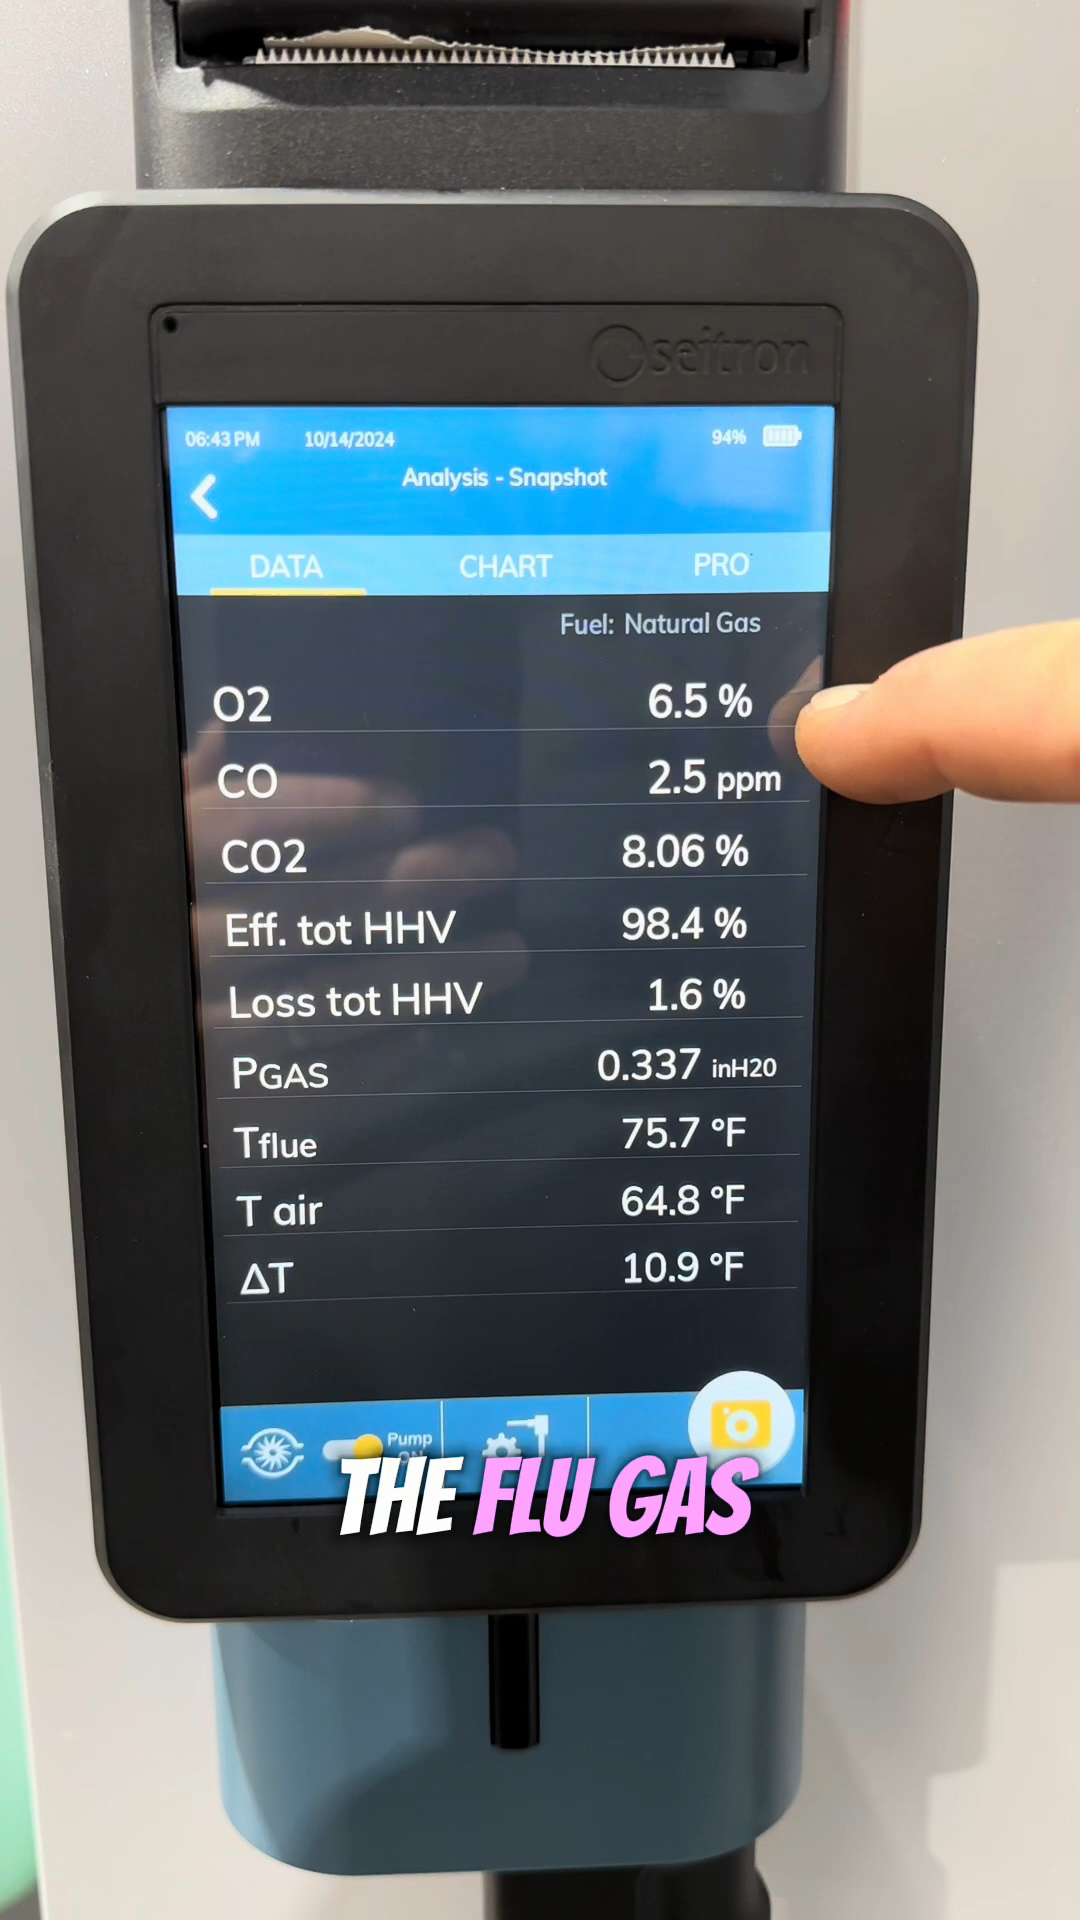 seitron
06:43 PM 10/14/2024 94%
Analysis - Snapshot
DATA CHART PRO
Fuel: Natural Gas
O2 6.5 %
CO 2.5 ppm
CO2 8.06 %
Eff. tot HHV 98.4 %
Loss tot HHV 1.6 %
PGAS 0.337 inH20
Tflue 75.7 °F
T air 64.8 °F
ΔT 10.9 °F
Pump
ON
THE FLU GAS